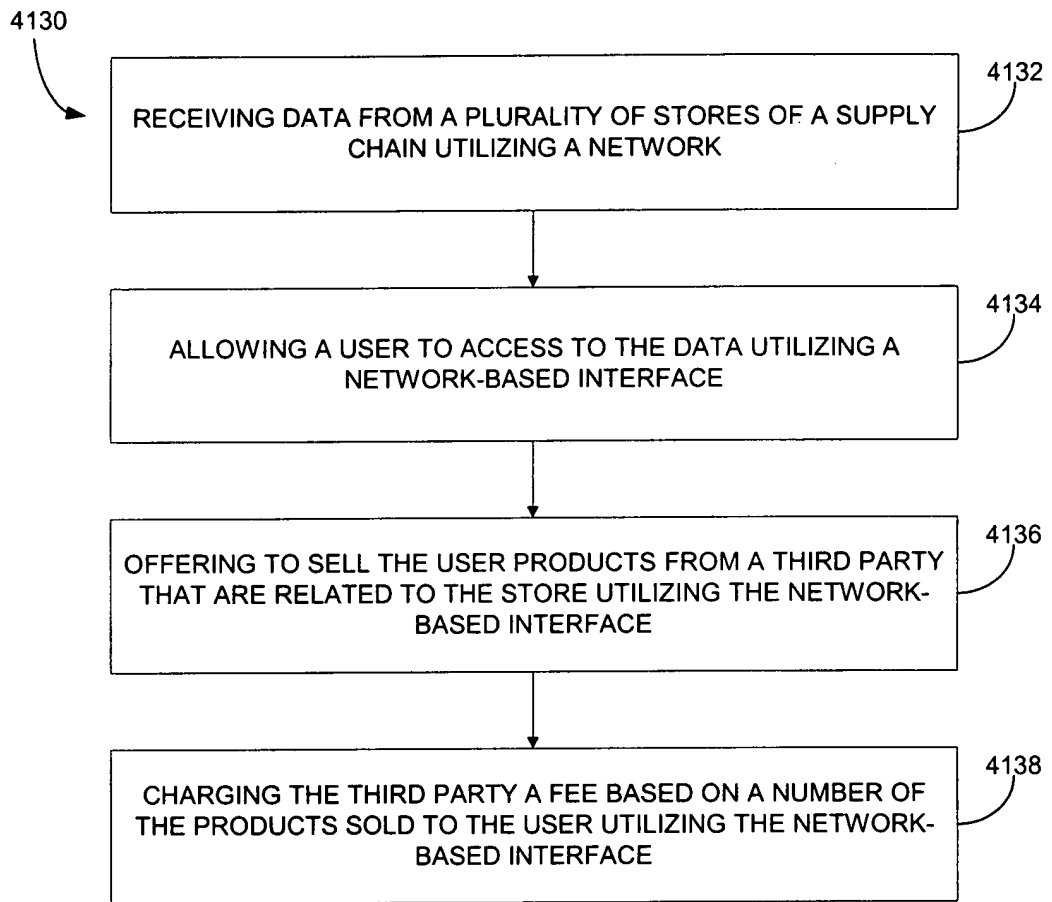 4130
4132
RECEIVING DATA FROM A PLURALITY OF STORES OF A SUPPLY
CHAIN UTILIZING A NETWORK
4134
ALLOWING A USER TO ACCESS TO THE DATA UTILIZING A
NETWORK-BASED INTERFACE
4136
OFFERING TO SELL THE USER PRODUCTS FROM A THIRD PARTY
THAT ARE RELATED TO THE STORE UTILIZING THE NETWORK-
BASED INTERFACE
4138
CHARGING THE THIRD PARTY A FEE BASED ON A NUMBER OF
THE PRODUCTS SOLD TO THE USER UTILIZING THE NETWORK-
BASED INTERFACE